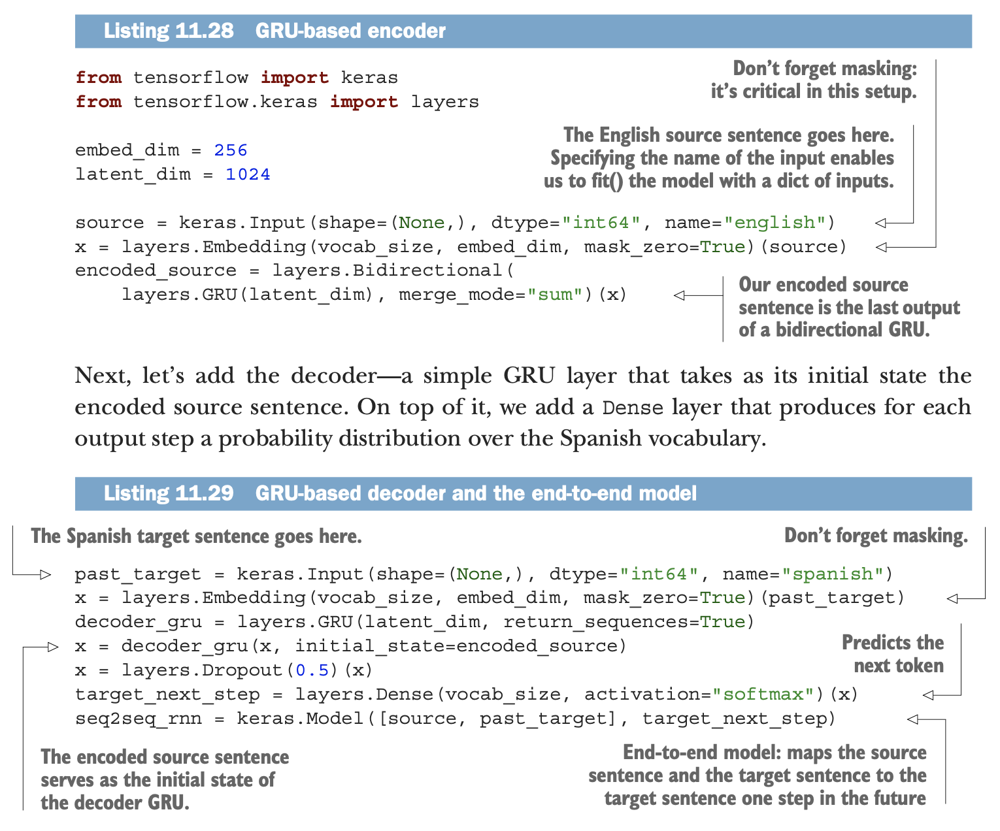 Listing 11.28 GRU-based encoder
from tensorflow import keras
from tensorflow.keras import layers
Don't forget masking:
it's critical in this setup.
embed_dim = 256
latent_dim = 1024
The English source sentence goes here.
Specifying the name of the input enables
us to fit() the model with a dict of inputs.
source = keras.Input(shape=(None,), dtype="int64", name="english")
x = layers.Embedding(vocab_size, embed_dim, mask_zero=True)(source)
encoded_source = layers.Bidirectional(
    layers.GRU(latent_dim), merge_mode="sum")(x)
Our encoded source
sentence is the last output
of a bidirectional GRU.
Next, let's add the decoder—a simple GRU layer that takes as its initial state the
encoded source sentence. On top of it, we add a Dense layer that produces for each
output step a probability distribution over the Spanish vocabulary.
Listing 11.29 GRU-based decoder and the end-to-end model
The Spanish target sentence goes here.
Don't forget masking.
past_target = keras.Input(shape=(None,), dtype="int64", name="spanish")
x = layers.Embedding(vocab_size, embed_dim, mask_zero=True)(past_target)
decoder_gru = layers.GRU(latent_dim, return_sequences=True)
x = decoder_gru(x, initial_state=encoded_source)
x = layers.Dropout(0.5)(x)
target_next_step = layers.Dense(vocab_size, activation="softmax")(x)
seq2seq_rnn = keras.Model([source, past_target], target_next_step)
Predicts the
next token
The encoded source sentence
serves as the initial state of
the decoder GRU.
End-to-end model: maps the source
sentence and the target sentence to the
target sentence one step in the future